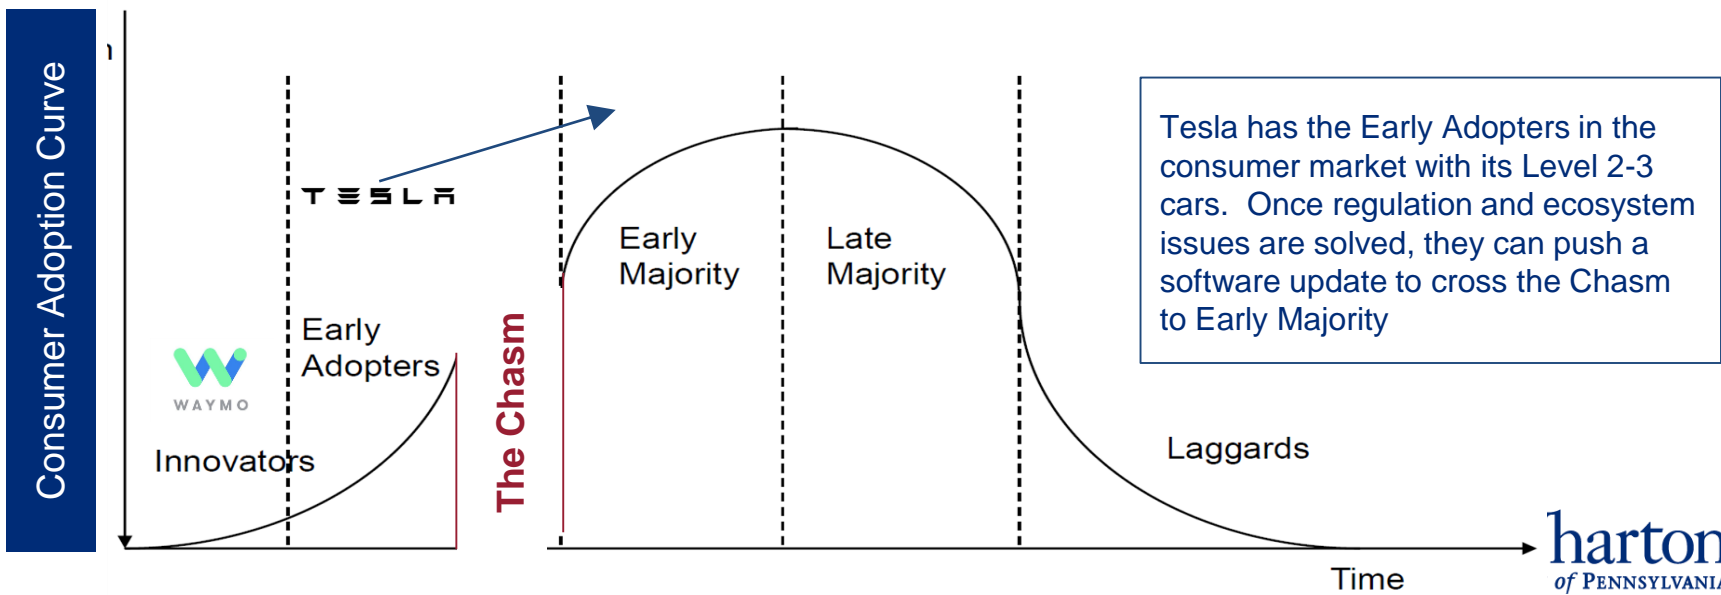 Consumer Adoption Curve
n
TESLA
WAYMO
Innovators
Early
Adopters
The Chasm
Early
Majority
Late
Majority
Laggards
Time
Tesla has the Early Adopters in the
consumer market with its Level 2-3
cars.  Once regulation and ecosystem
issues are solved, they can push a
software update to cross the Chasm
to Early Majority
harton
of PENNSYLVANIA